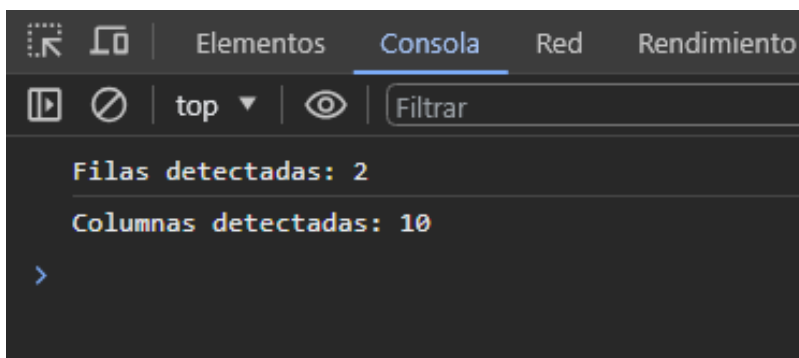 Elementos Consola Red Rendimiento
top Filtrar
Filas detectadas: 2
Columnas detectadas: 10
>